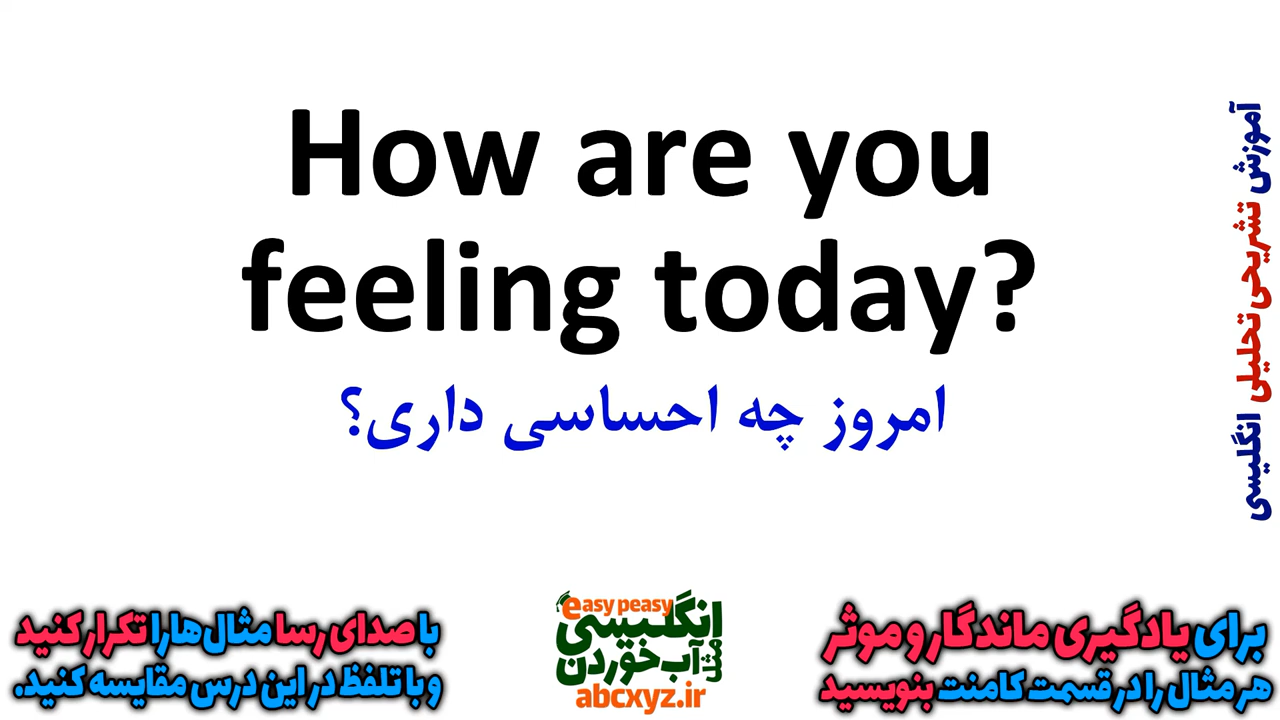 How are you
feeling today?
امروز چه احساسی داری؟
آموزش تشریحی تحلیلی انگلیسی
با صدای رسا مثال‌ها را تکرار کنید
و با تلفظ در این درس مقایسه کنید.
easy peasy
انگلیسی
مثل آب خوردن
abcxyz.ir
برای یادگیری ماندگار و موثر
هر مثال را در قسمت کامنت بنویسید